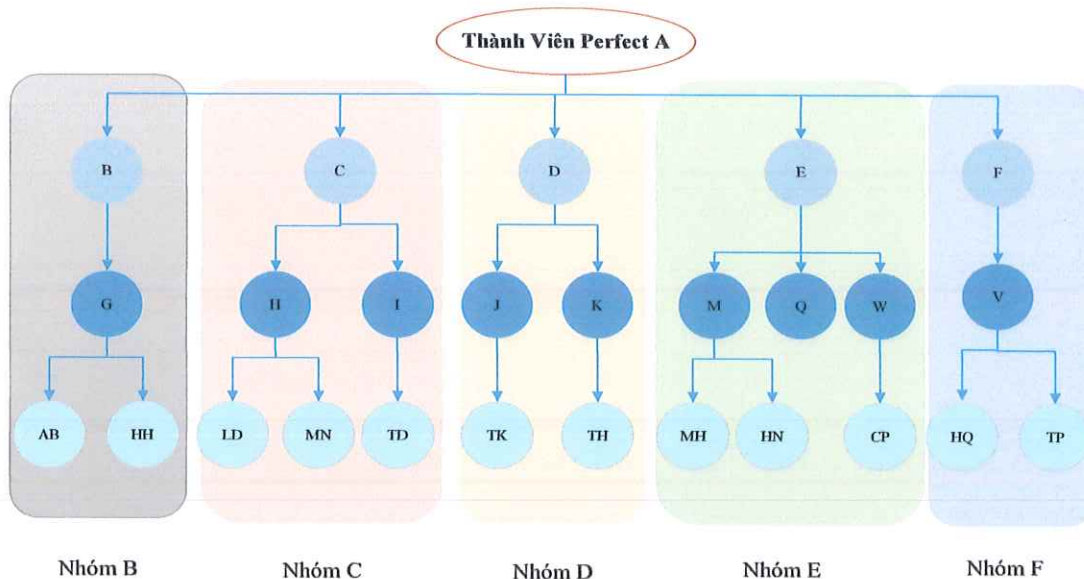 Thành Viên Perfect A
B
C
D
E
F
G
H
I
J
K
M
Q
W
V
AB
HH
LD
MN
TD
TK
TH
MH
HN
CP
HQ
TP
Nhóm B
Nhóm C
Nhóm D
Nhóm E
Nhóm F